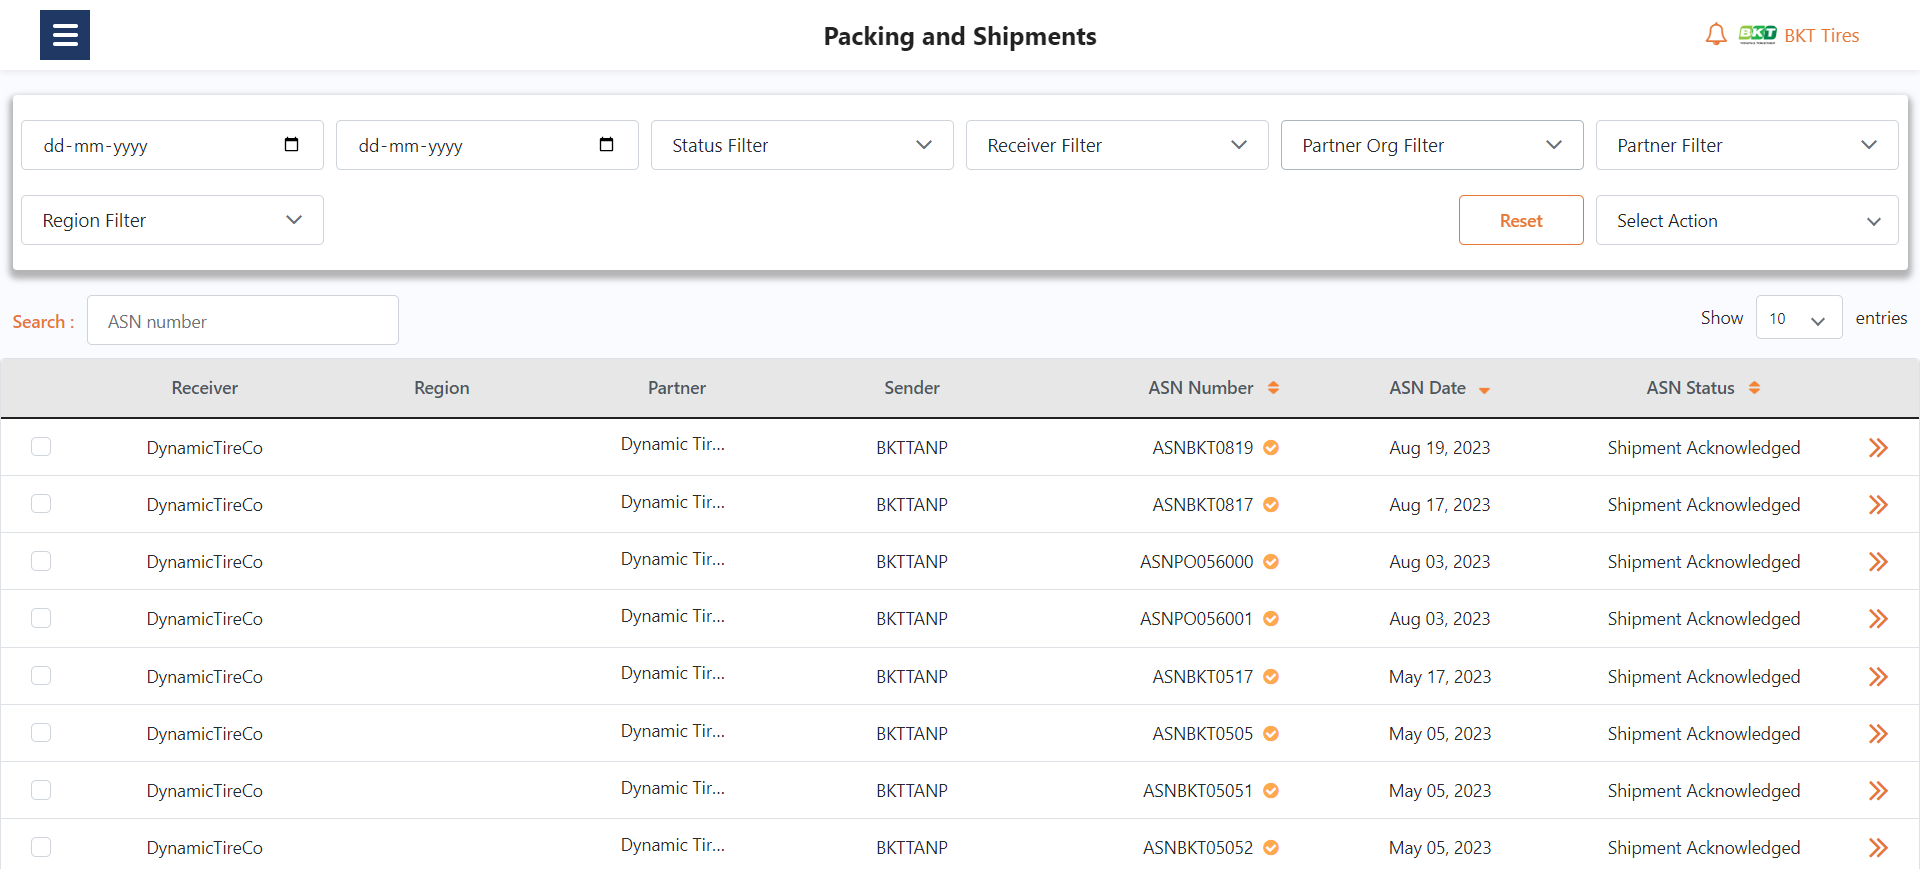 Packing and Shipments
BKT BKT Tires
dd-mm-yyyy dd-mm-yyyy Status Filter Receiver Filter Partner Org Filter Partner Filter
Region Filter Reset Select Action
Search : ASN number Show 10 entries
Receiver Region Partner Sender ASN Number ASN Date ASN Status
DynamicTireCo Dynamic Tir... BKTTANP ASNBKT0819 Aug 19, 2023 Shipment Acknowledged
DynamicTireCo Dynamic Tir... BKTTANP ASNBKT0817 Aug 17, 2023 Shipment Acknowledged
DynamicTireCo Dynamic Tir... BKTTANP ASNPO056000 Aug 03, 2023 Shipment Acknowledged
DynamicTireCo Dynamic Tir... BKTTANP ASNPO056001 Aug 03, 2023 Shipment Acknowledged
DynamicTireCo Dynamic Tir... BKTTANP ASNBKT0517 May 17, 2023 Shipment Acknowledged
DynamicTireCo Dynamic Tir... BKTTANP ASNBKT0505 May 05, 2023 Shipment Acknowledged
DynamicTireCo Dynamic Tir... BKTTANP ASNBKT05051 May 05, 2023 Shipment Acknowledged
DynamicTireCo Dynamic Tir... BKTTANP ASNBKT05052 May 05, 2023 Shipment Acknowledged